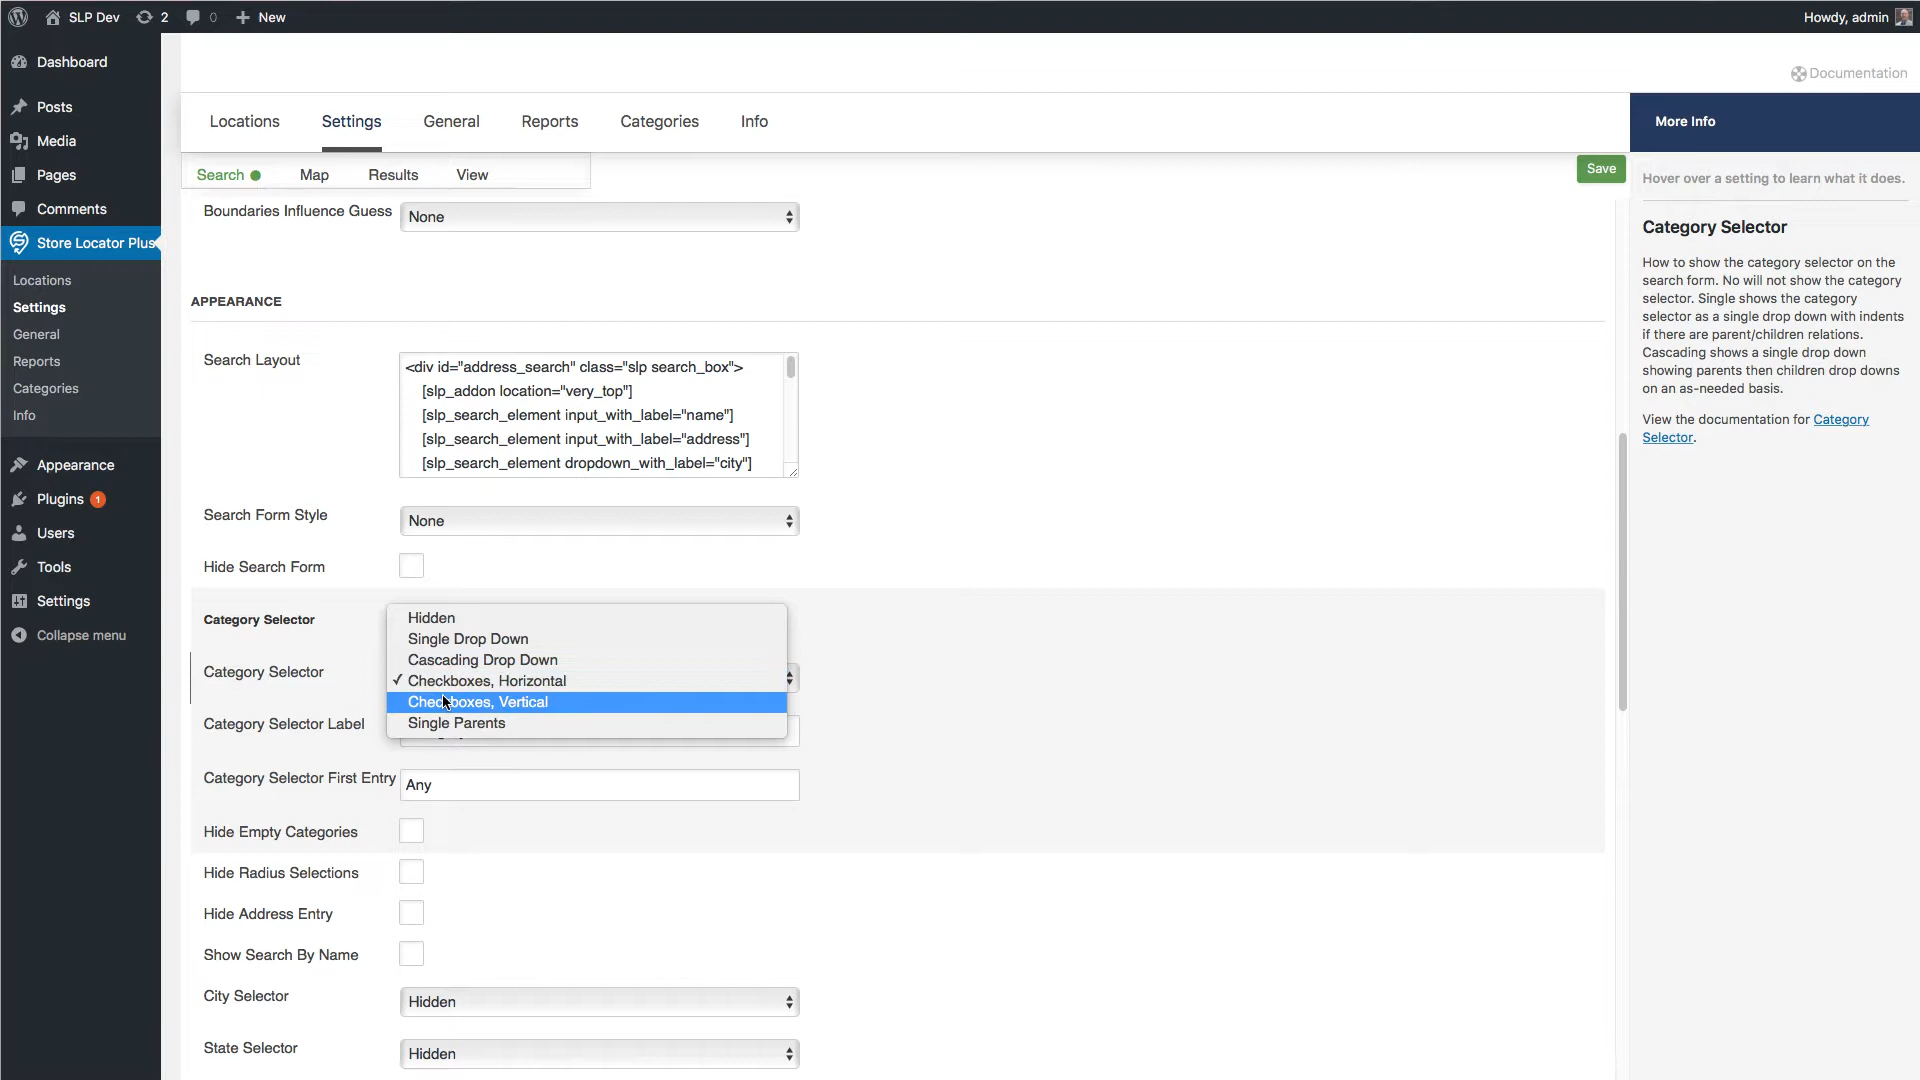 SLP Dev 2 0 New Howdy, admin
Dashboard
Posts
Media
Pages
Comments
Store Locator Plus
Locations
Settings
General
Reports
Categories
Info
Appearance
Plugins 1
Users
Tools
Settings
Collapse menu
Documentation
Locations Settings General Reports Categories Info
Search Map Results View
Save
Boundaries Influence Guess None
APPEARANCE
Search Layout
<div id="address_search" class="slp search_box">
[slp_addon location="very_top"]
[slp_search_element input_with_label="name"]
[slp_search_element input_with_label="address"]
[slp_search_element dropdown_with_label="city"]
Search Form Style None
Hide Search Form
Category Selector
Category Selector
Hidden
Single Drop Down
Cascading Drop Down
✓ Checkboxes, Horizontal
Checkboxes, Vertical
Single Parents
Category Selector Label
Category Selector First Entry Any
Hide Empty Categories
Hide Radius Selections
Hide Address Entry
Show Search By Name
City Selector Hidden
State Selector Hidden
More Info
Hover over a setting to learn what it does.
Category Selector
How to show the category selector on the
search form. No will not show the category
selector. Single shows the category
selector as a single drop down with indents
if there are parent/children relations.
Cascading shows a single drop down
showing parents then children drop downs
on an as-needed basis.
View the documentation for Category
Selector.